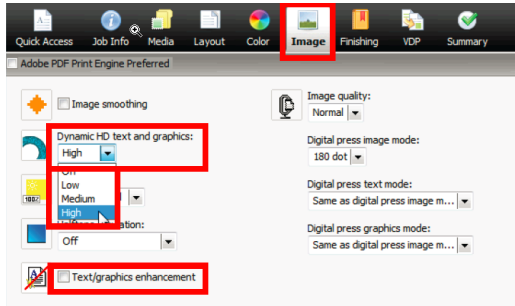 Quick Access Job Info Media Layout Color Image Finishing VDP Summary
Adobe PDF Print Engine Preferred
Image smoothing
Dynamic HD text and graphics:
High
Off
Low
Medium
High
100%
Off
Text/graphics enhancement
Image quality:
Normal
Digital press image mode:
180 dot
Digital press text mode:
Same as digital press image m...
Digital press graphics mode:
Same as digital press image m...